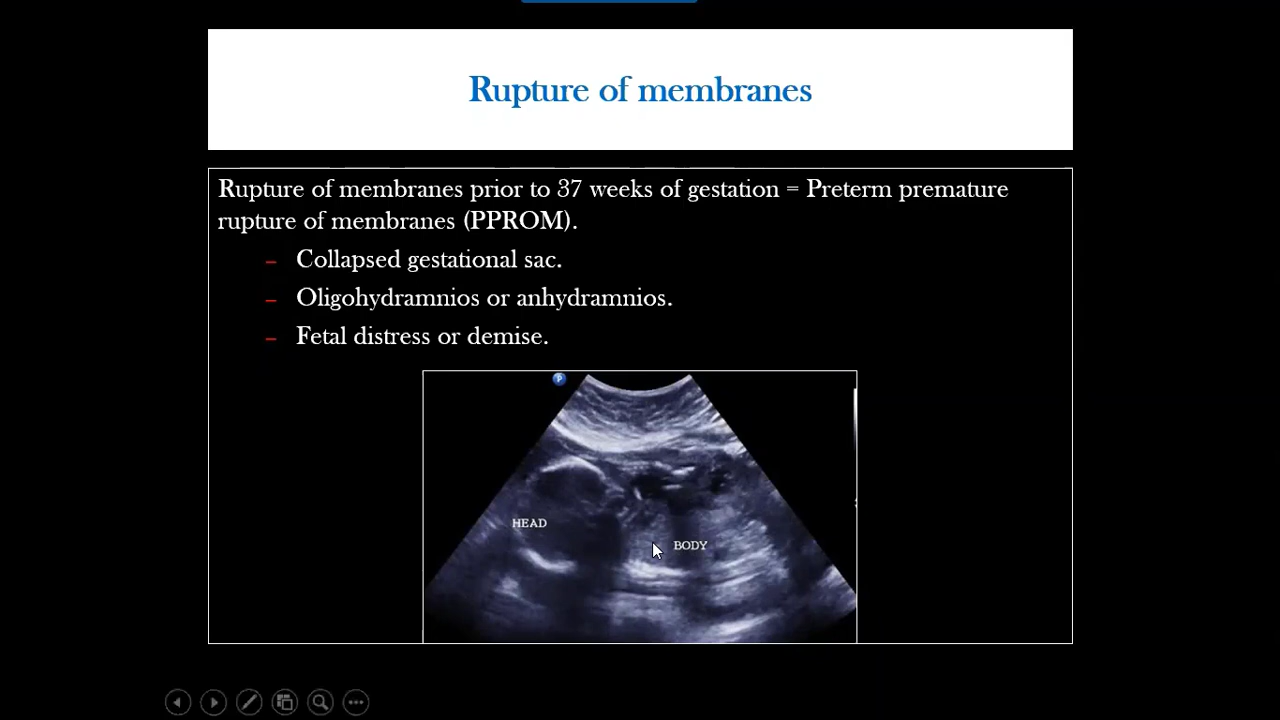 Rupture of membranes
Rupture of membranes prior to 37 weeks of gestation = Preterm premature
rupture of membranes (PPROM).
– Collapsed gestational sac.
– Oligohydramnios or anhydramnios.
– Fetal distress or demise.
P
HEAD
BODY